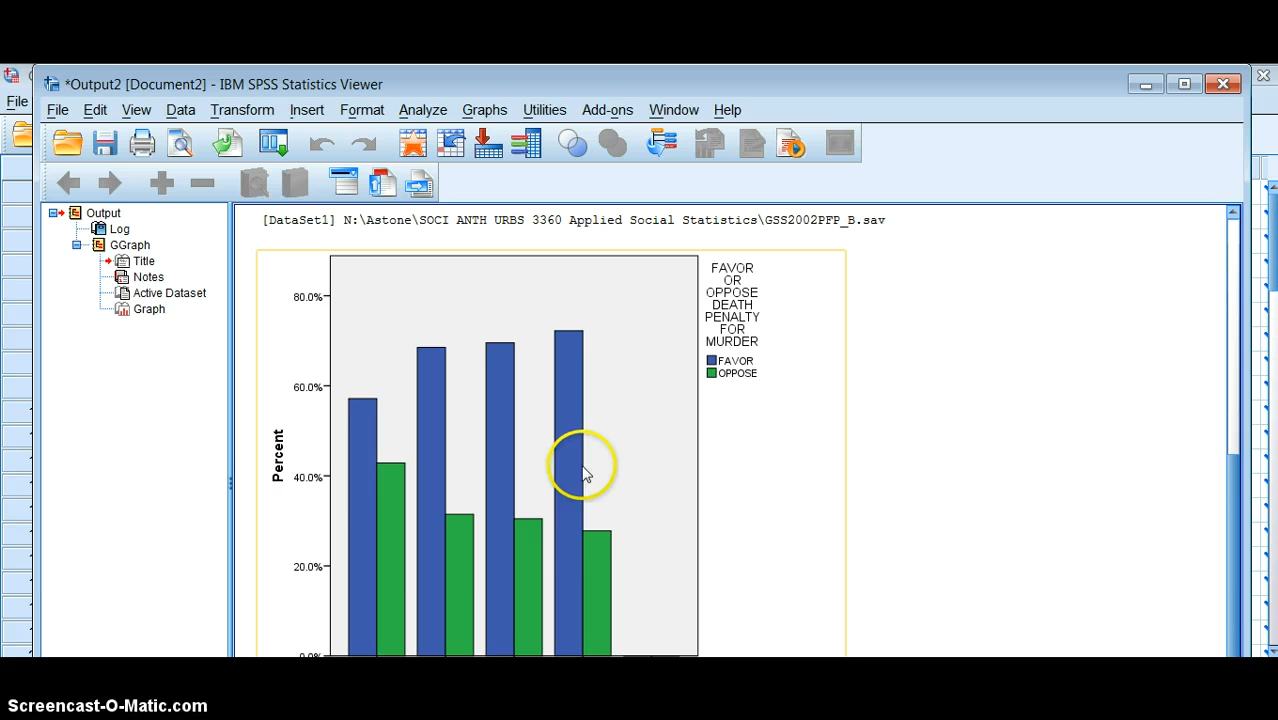 *Output2 [Document2] - IBM SPSS Statistics Viewer
File
File Edit View Data Transform Insert Format Analyze Graphs Utilities Add-ons Window Help
Output
Log
GGraph
Title
Notes
Active Dataset
Graph
[DataSet1] N:\Astone\SOCI ANTH URBS 3360 Applied Social Statistics\GSS2002PFP_B.sav
80.0%
60.0%
40.0%
20.0%
0.0%
Percent
FAVOR
OR
OPPOSE
DEATH
PENALTY
FOR
MURDER
FAVOR
OPPOSE
Screencast-O-Matic.com